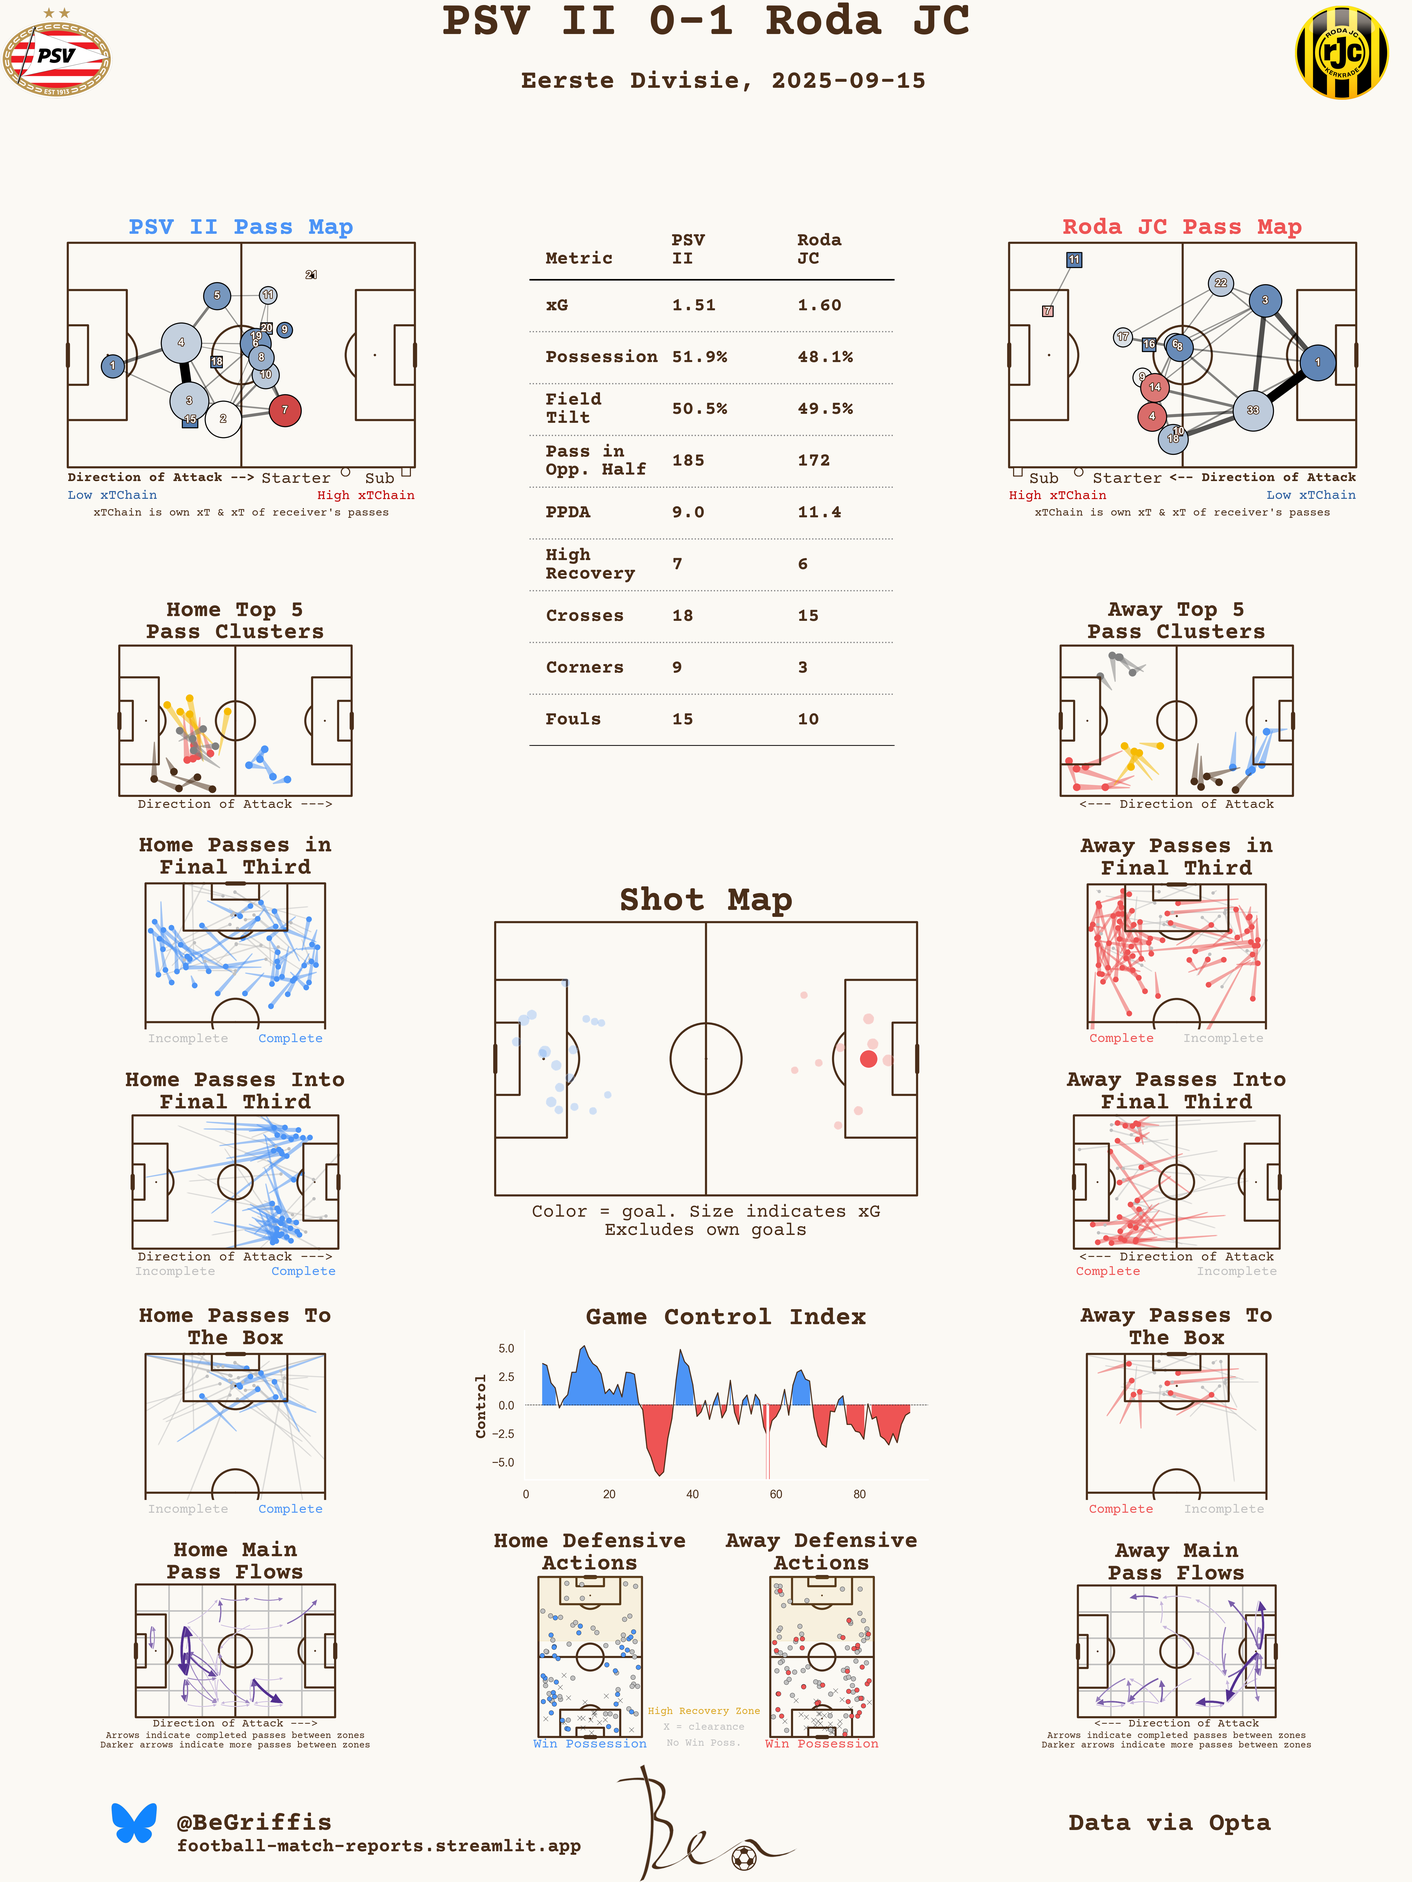 PSV II 0-1 Roda JC
Eerste Divisie, 2025-09-15
PSV
EST 1913
RODA JC
rJc
KERKRADE
PSV II Pass Map
21
5
11
20
9
19
6
4
8
18
1
10
3
15
2
7
Direction of Attack --> Starter Sub
Low xTChain High xTChain
xTChain is own xT & xT of receiver's passes
Metric PSV II Roda JC
xG 1.51 1.60
Possession 51.9% 48.1%
Field Tilt 50.5% 49.5%
Pass in Opp. Half 185 172
PPDA 9.0 11.4
High Recovery 7 6
Crosses 18 15
Corners 9 3
Fouls 15 10
Roda JC Pass Map
11
22
7
3
17
16
6
8
1
9
14
4
33
10
18
Sub Starter <-- Direction of Attack
High xTChain Low xTChain
xTChain is own xT & xT of receiver's passes
Home Top 5
Pass Clusters
Direction of Attack --->
Away Top 5
Pass Clusters
<--- Direction of Attack
Home Passes in
Final Third
Incomplete Complete
Away Passes in
Final Third
Complete Incomplete
Shot Map
Color = goal. Size indicates xG
Excludes own goals
Home Passes Into
Final Third
Direction of Attack --->
Incomplete Complete
Away Passes Into
Final Third
<--- Direction of Attack
Complete Incomplete
Game Control Index
Control
5.0
2.5
0.0
−2.5
−5.0
0 20 40 60 80
Home Passes To
The Box
Incomplete Complete
Away Passes To
The Box
Complete Incomplete
Home Main
Pass Flows
Direction of Attack --->
Arrows indicate completed passes between zones
Darker arrows indicate more passes between zones
Home Defensive
Actions
Win Possession
Away Defensive
Actions
Win Possession
High Recovery Zone
X = clearance
No Win Poss.
Away Main
Pass Flows
<--- Direction of Attack
Arrows indicate completed passes between zones
Darker arrows indicate more passes between zones
@BeGriffis
football-match-reports.streamlit.app
Ben
Data via Opta